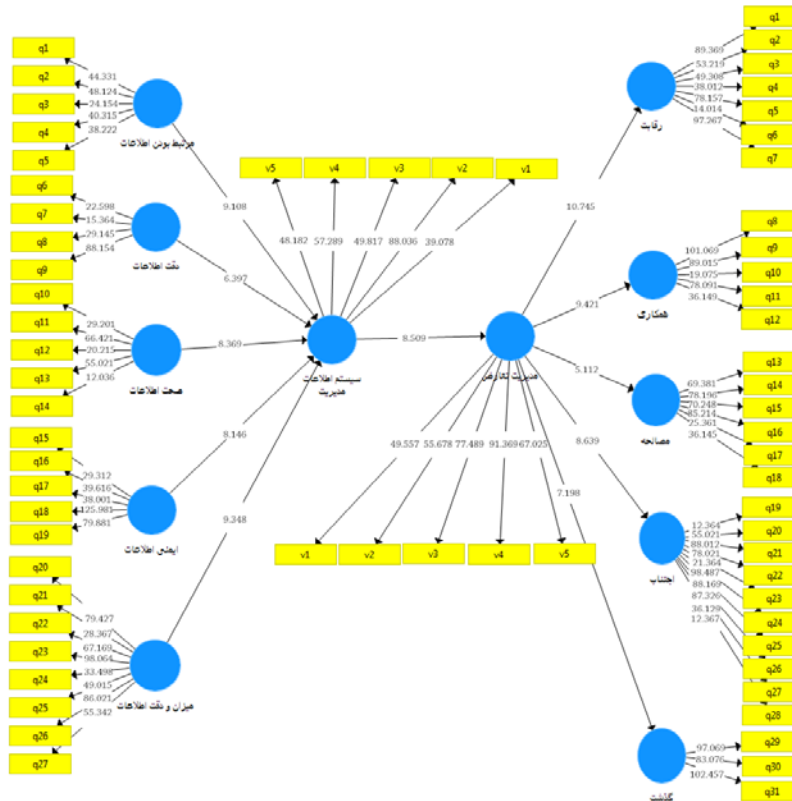 q1
q2
q3
q4
q5
44.331
48.124
24.154
40.315
38.222
مرتبط بودن اطلاعات
q6
q7
q8
q9
22.598
15.364
29.145
88.154
دقت اطلاعات
q10
q11
q12
q13
q14
29.201
66.421
20.215
55.021
12.036
صحت اطلاعات
q15
q16
q17
q18
q19
29.312
39.616
38.001
125.981
79.881
ایمنی اطلاعات
q20
q21
q22
q23
q24
q25
q26
q27
79.427
28.367
67.169
98.064
33.498
49.015
86.021
55.342
میزان و دقت اطلاعات
9.108
6.397
8.369
8.146
9.348
v5
v4
v3
v2
v1
48.182
57.289
49.817
88.036
39.078
سیستم اطلاعات
مدیریت
8.509
مدیریت تعارض
49.557
55.678
77.489
91.369
67.025
v1
v2
v3
v4
v5
10.745
9.421
5.112
8.639
7.198
q1
q2
q3
q4
q5
q6
q7
89.369
53.219
49.308
38.012
78.157
14.014
97.267
رقابت
q8
q9
q10
q11
q12
101.069
89.015
19.075
78.091
36.149
همکاری
q13
q14
q15
q16
q17
q18
69.381
78.196
70.248
85.214
25.361
36.145
مصالحه
q19
q20
q21
q22
q23
q24
q25
q26
q27
q28
12.364
55.021
88.012
78.021
21.364
98.487
88.169
87.326
36.129
12.367
اجتناب
q29
q30
q31
97.069
83.076
102.457
گذشت